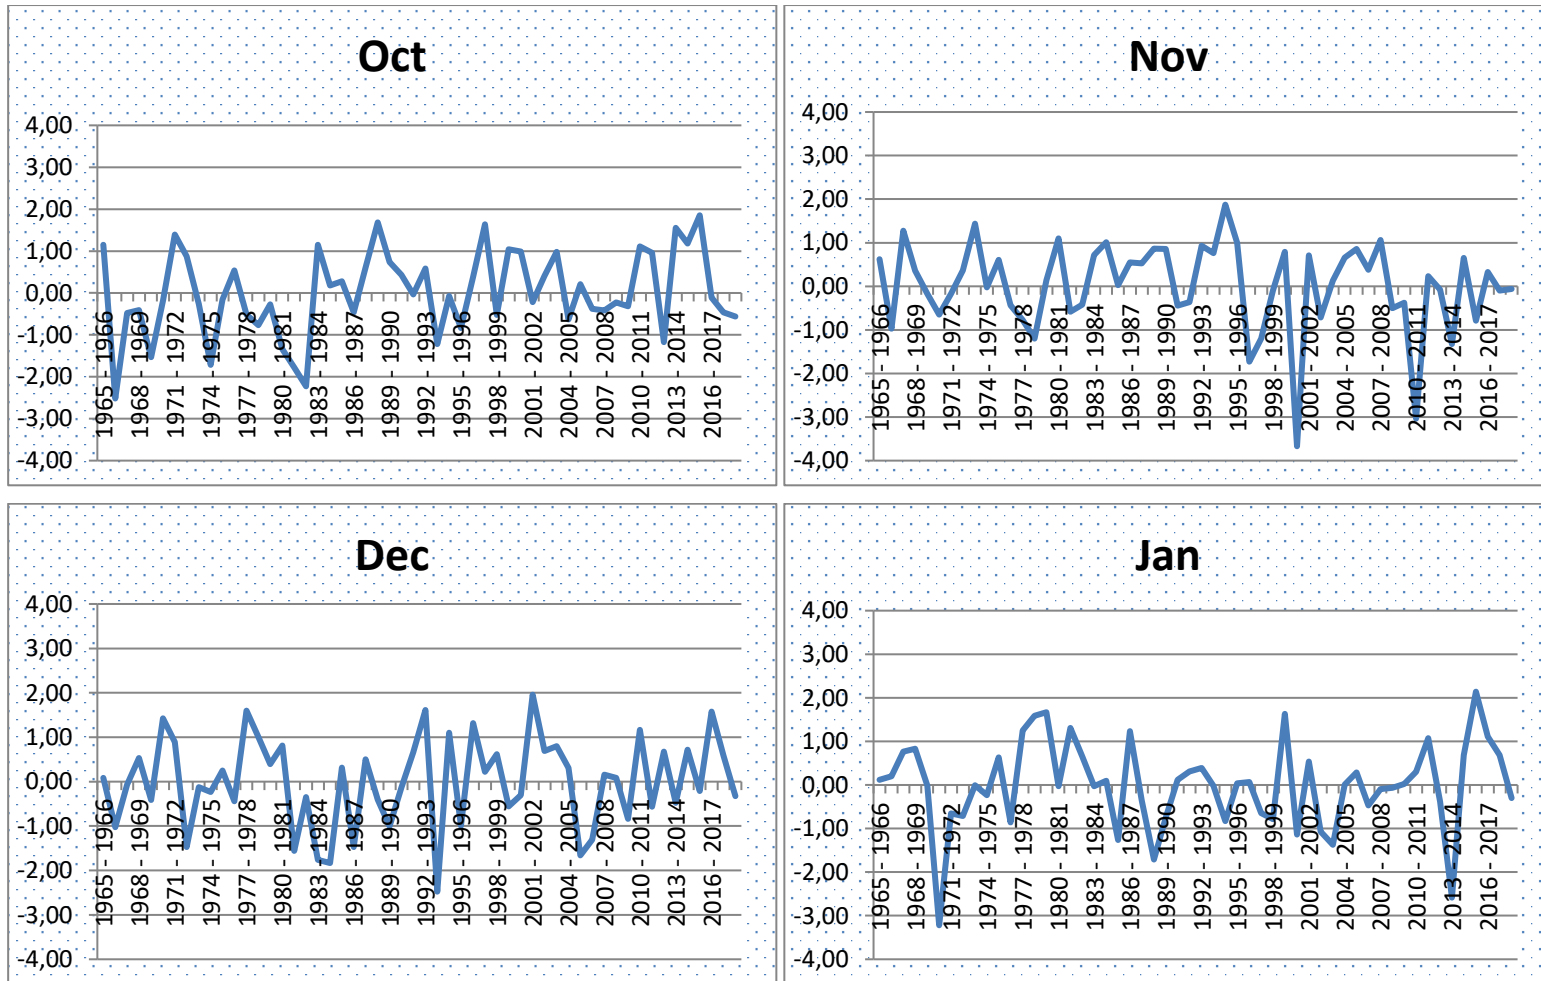 Oct
4,00
3,00
2,00
1,00
0,00
-1,00
-2,00
-3,00
-4,00
1965 - 1966
1968 - 1969
1971 - 1972
1974 - 1975
1977 - 1978
1980 - 1981
1983 - 1984
1986 - 1987
1989 - 1990
1992 - 1993
1995 - 1996
1998 - 1999
2001 - 2002
2004 - 2005
2007 - 2008
2010 - 2011
2013 - 2014
2016 - 2017
Nov
4,00
3,00
2,00
1,00
0,00
-1,00
-2,00
-3,00
-4,00
1965 - 1966
1968 - 1969
1971 - 1972
1974 - 1975
1977 - 1978
1980 - 1981
1983 - 1984
1986 - 1987
1989 - 1990
1992 - 1993
1995 - 1996
1998 - 1999
2001 - 2002
2004 - 2005
2007 - 2008
2010 - 2011
2013 - 2014
2016 - 2017
Dec
4,00
3,00
2,00
1,00
0,00
-1,00
-2,00
-3,00
-4,00
1965 - 1966
1968 - 1969
1971 - 1972
1974 - 1975
1977 - 1978
1980 - 1981
1983 - 1984
1986 - 1987
1989 - 1990
1992 - 1993
1995 - 1996
1998 - 1999
2001 - 2002
2004 - 2005
2007 - 2008
2010 - 2011
2013 - 2014
2016 - 2017
Jan
4,00
3,00
2,00
1,00
0,00
-1,00
-2,00
-3,00
-4,00
1965 - 1966
1968 - 1969
1971 - 1972
1974 - 1975
1977 - 1978
1980 - 1981
1983 - 1984
1986 - 1987
1989 - 1990
1992 - 1993
1995 - 1996
1998 - 1999
2001 - 2002
2004 - 2005
2007 - 2008
2010 - 2011
2013 - 2014
2016 - 2017